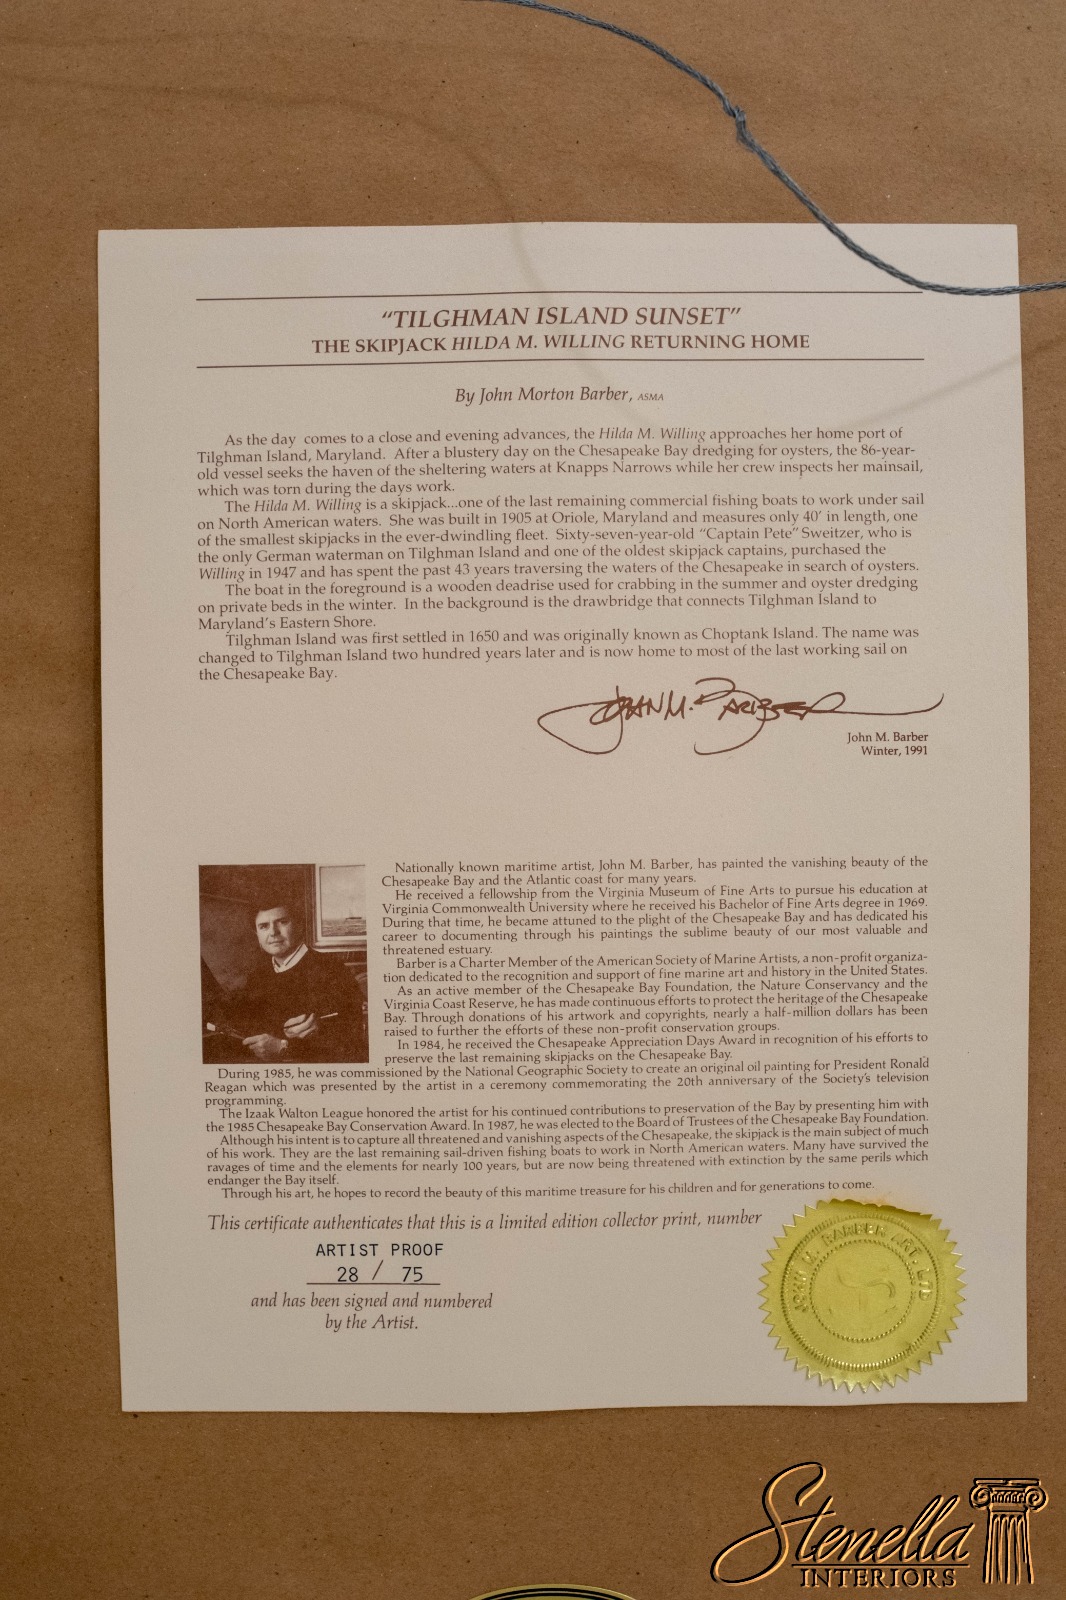 “TILGHMAN ISLAND SUNSET”
THE SKIPJACK HILDA M. WILLING RETURNING HOME
By John Morton Barber, ASMA
As the day comes to a close and evening advances, the Hilda M. Willing approaches her home port of
Tilghman Island, Maryland. After a blustery day on the Chesapeake Bay dredging for oysters, the 86-year-
old vessel seeks the haven of the sheltering waters at Knapps Narrows while her crew inspects her mainsail,
which was torn during the days work.
The Hilda M. Willing is a skipjack...one of the last remaining commercial fishing boats to work under sail
on North American waters. She was built in 1905 at Oriole, Maryland and measures only 40' in length, one
of the smallest skipjacks in the ever-dwindling fleet. Sixty-seven-year-old “Captain Pete” Sweitzer, who is
the only German waterman on Tilghman Island and one of the oldest skipjack captains, purchased the
Willing in 1947 and has spent the past 43 years traversing the waters of the Chesapeake in search of oysters.
The boat in the foreground is a wooden deadrise used for crabbing in the summer and oyster dredging
on private beds in the winter. In the background is the drawbridge that connects Tilghman Island to
Maryland's Eastern Shore.
Tilghman Island was first settled in 1650 and was originally known as Choptank Island. The name was
changed to Tilghman Island two hundred years later and is now home to most of the last working sail on
the Chesapeake Bay.
JOHN M. BARBER
John M. Barber
Winter, 1991
Nationally known maritime artist, John M. Barber, has painted the vanishing beauty of the
Chesapeake Bay and the Atlantic coast for many years.
He received a fellowship from the Virginia Museum of Fine Arts to pursue his education at
Virginia Commonwealth University where he received his Bachelor of Fine Arts degree in 1969.
During that time, he became attuned to the plight of the Chesapeake Bay and has dedicated his
career to documenting through his paintings the sublime beauty of our most valuable and
threatened estuary.
Barber is a Charter Member of the American Society of Marine Artists, a non-profit organiza-
tion dedicated to the recognition and support of fine marine art and history in the United States.
As an active member of the Chesapeake Bay Foundation, the Nature Conservancy and the
Virginia Coast Reserve, he has made continuous efforts to protect the heritage of the Chesapeake
Bay. Through donations of his artwork and copyrights, nearly a half-million dollars has been
raised to further the efforts of these non-profit conservation groups.
In 1984, he received the Chesapeake Appreciation Days Award in recognition of his efforts to
preserve the last remaining skipjacks on the Chesapeake Bay.
During 1985, he was commissioned by the National Geographic Society to create an original oil painting for President Ronald
Reagan which was presented by the artist in a ceremony commemorating the 20th anniversary of the Society's television
programming.
The Izaak Walton League honored the artist for his continued contributions to preservation of the Bay by presenting him with
the 1985 Chesapeake Bay Conservation Award. In 1987, he was elected to the Board of Trustees of the Chesapeake Bay Foundation.
Although his intent is to capture all threatened and vanishing aspects of the Chesapeake, the skipjack is the main subject of much
of his work. They are the last remaining sail-driven fishing boats to work in North American waters. Many have survived the
ravages of time and the elements for nearly 100 years, but are now being threatened with extinction by the same perils which
endanger the Bay itself.
Through his art, he hopes to record the beauty of this maritime treasure for his children and for generations to come.
This certificate authenticates that this is a limited edition collector print, number
ARTIST PROOF
28 / 75
and has been signed and numbered
by the Artist.
JOHN M. BARBER ART, LTD
Stenella
INTERIORS